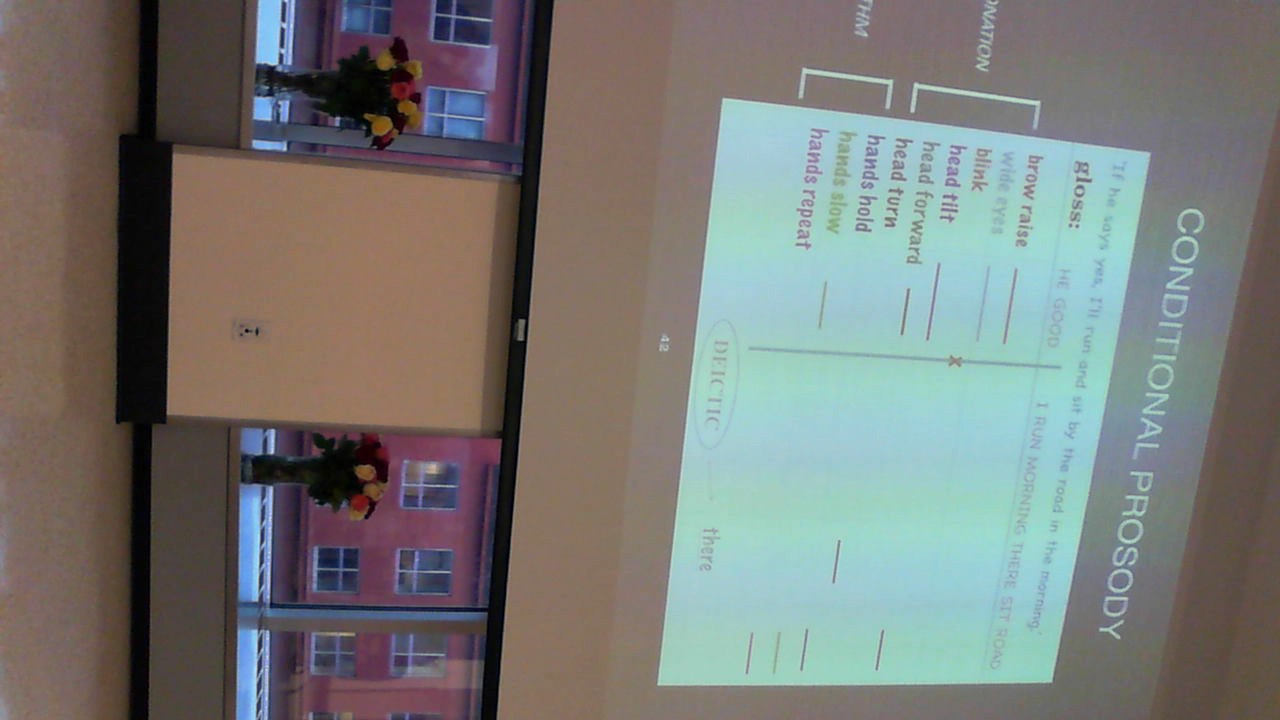 CONDITIONAL PROSODY
'If he says yes, I'll run and sit by the road in the morning.'
gloss:
HE GOOD
I RUN MORNING THERE SIT ROAD
brow raise
wide eyes
ONATION
blink
X
head tilt
head forward
head turn
THM
hands hold
hands slow
hands repeat
DEICTIC
there
42